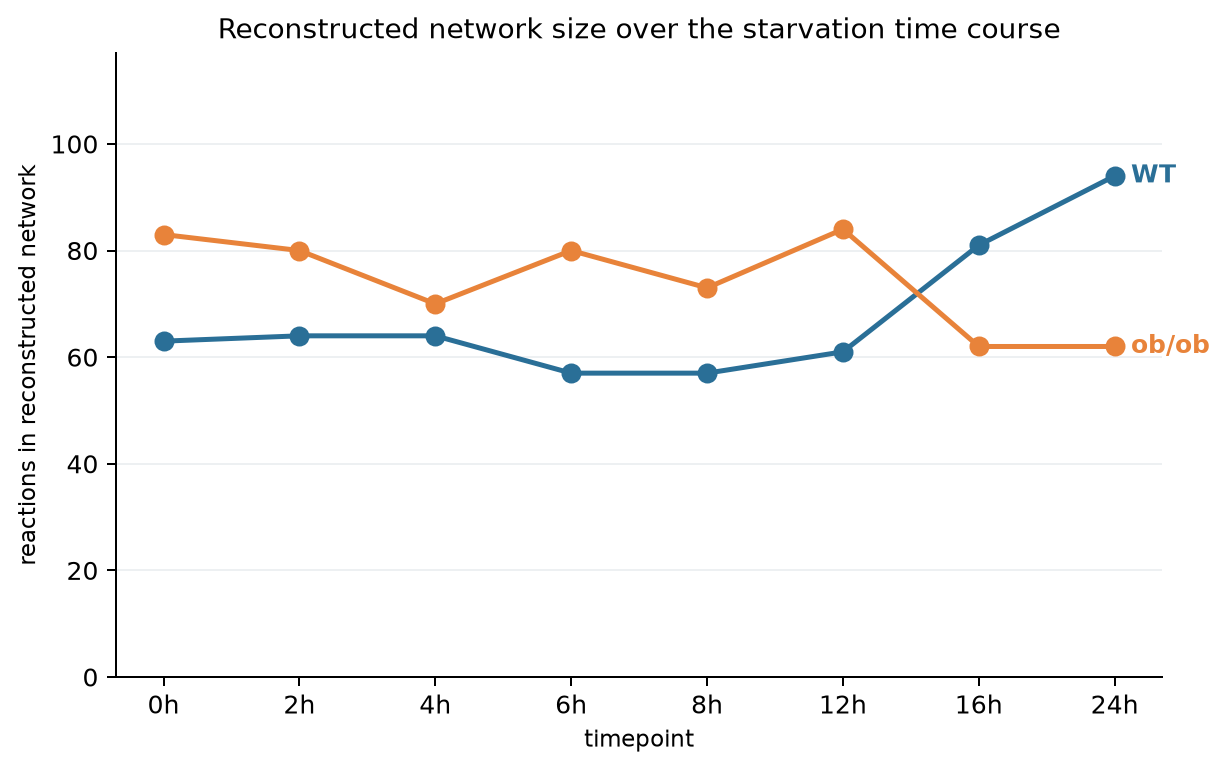 Reconstructed network size over the starvation time course
reactions in reconstructed network
100
80
60
40
20
0
WT
ob/ob
0h 2h 4h 6h 8h 12h 16h 24h
timepoint